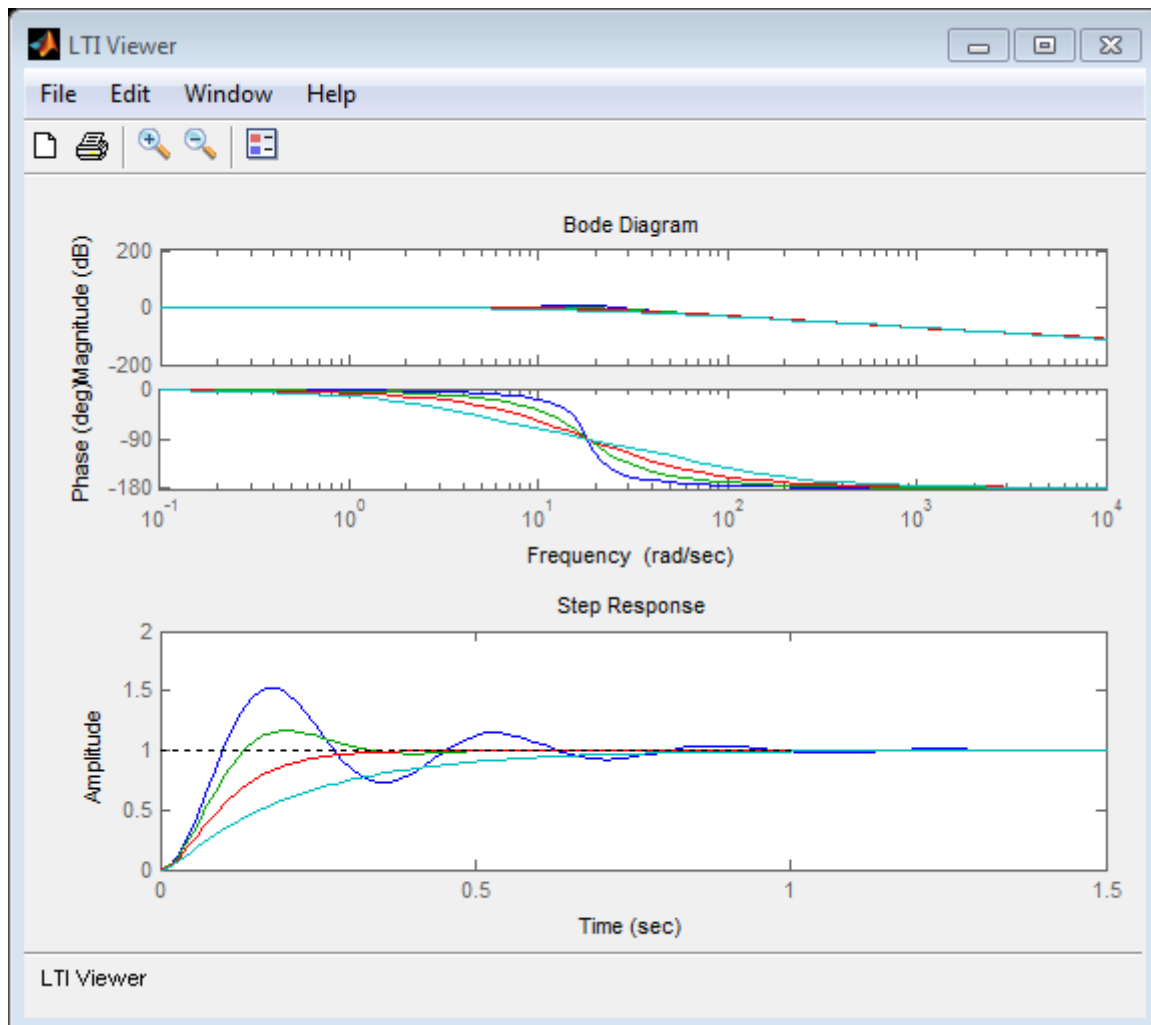 LTI Viewer
File Edit Window Help
Bode Diagram
Magnitude (dB)
200
0
-200
Phase (deg)
0
-90
-180
10^-1 10^0 10^1 10^2 10^3 10^4
Frequency (rad/sec)
Step Response
Amplitude
2
1.5
1
0.5
0
0 0.5 1 1.5
Time (sec)
LTI Viewer